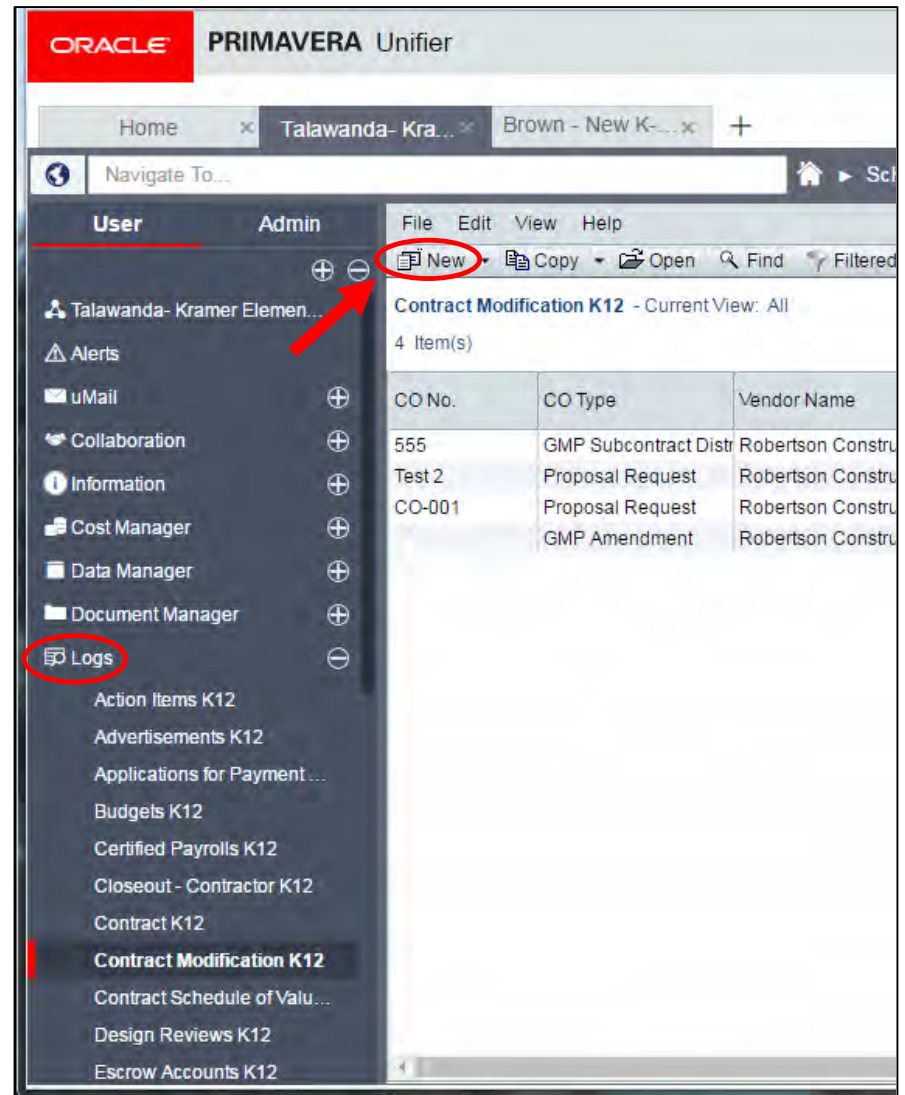 ORACLE PRIMAVERA Unifier
Home Talawanda- Kra... Brown - New K-... +
Navigate To... Sch
User Admin
File Edit View Help
New Copy Open Find Filtered
Talawanda- Kramer Elemen...
Contract Modification K12 - Current View: All
Alerts
4 Item(s)
uMail
CO No. CO Type Vendor Name
Collaboration
555 GMP Subcontract Distr Robertson Constru
Information
Test 2 Proposal Request Robertson Constru
CO-001 Proposal Request Robertson Constru
Cost Manager
GMP Amendment Robertson Constru
Data Manager
Document Manager
Logs
Action Items K12
Advertisements K12
Applications for Payment ...
Budgets K12
Certified Payrolls K12
Closeout - Contractor K12
Contract K12
Contract Modification K12
Contract Schedule of Valu...
Design Reviews K12
Escrow Accounts K12